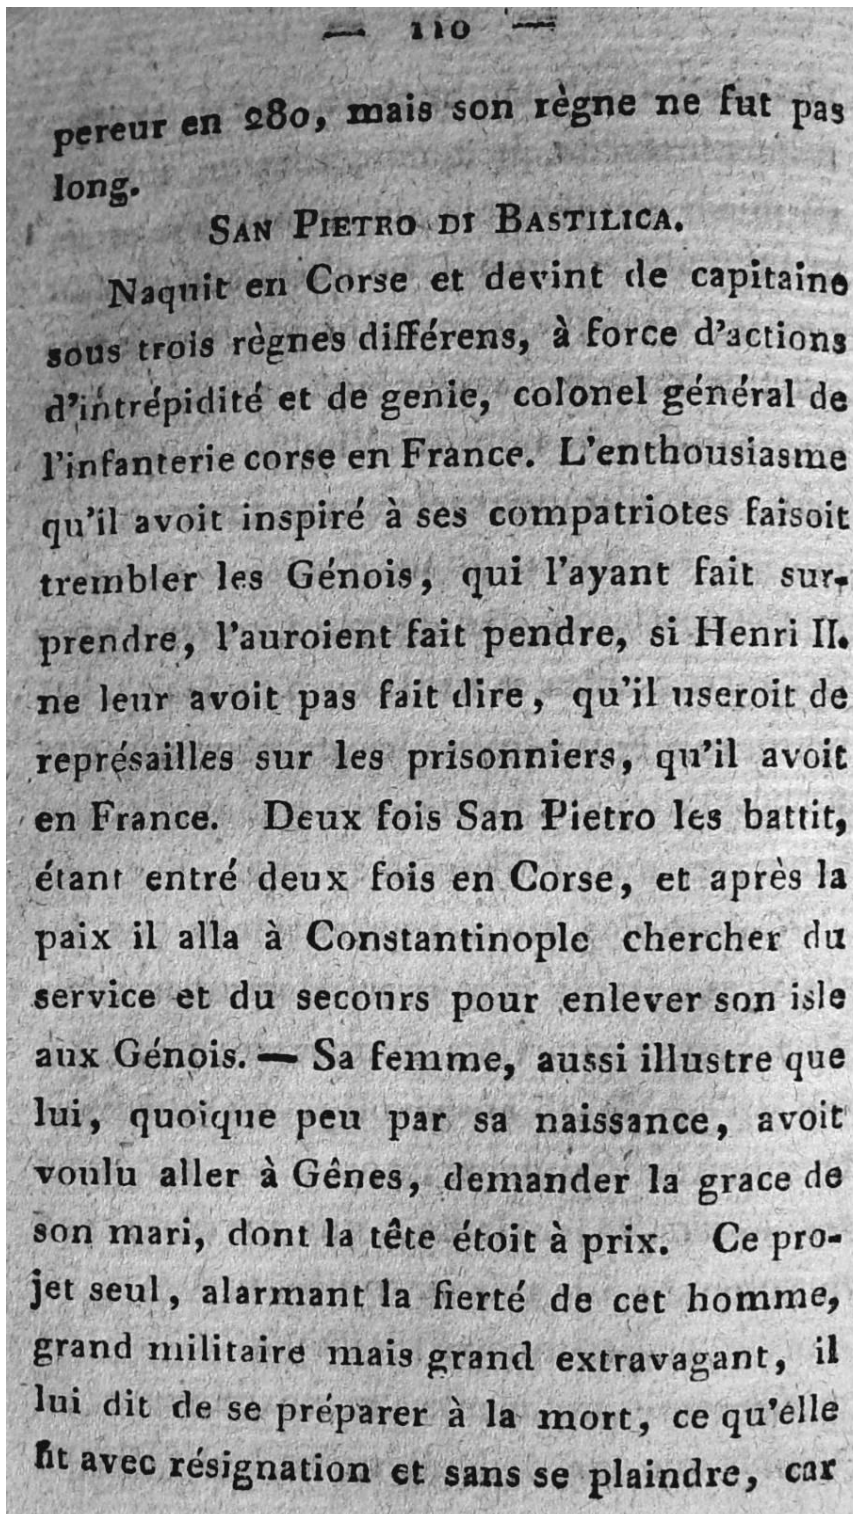 — 110 —
pereur en 280, mais son règne ne fut pas
long.
SAN PIETRO DI BASTILICA.
Naquit en Corse et devint de capitaine
sous trois règnes différens, à force d'actions
d'intrépidité et de genie, colonel général de
l'infanterie corse en France. L'enthousiasme
qu'il avoit inspiré à ses compatriotes faisoit
trembler les Génois, qui l'ayant fait sur-
prendre, l'auroient fait pendre, si Henri II.
ne leur avoit pas fait dire, qu'il useroit de
représailles sur les prisonniers, qu'il avoit
en France. Deux fois San Pietro les battit,
étant entré deux fois en Corse, et après la
paix il alla à Constantinople chercher du
service et du secours pour enlever son isle
aux Génois. — Sa femme, aussi illustre que
lui, quoique peu par sa naissance, avoit
voulu aller à Gênes, demander la grace de
son mari, dont la tête étoit à prix. Ce pro-
jet seul, alarmant la fierté de cet homme,
grand militaire mais grand extravagant, il
lui dit de se préparer à la mort, ce qu'elle
fit avec résignation et sans se plaindre, car